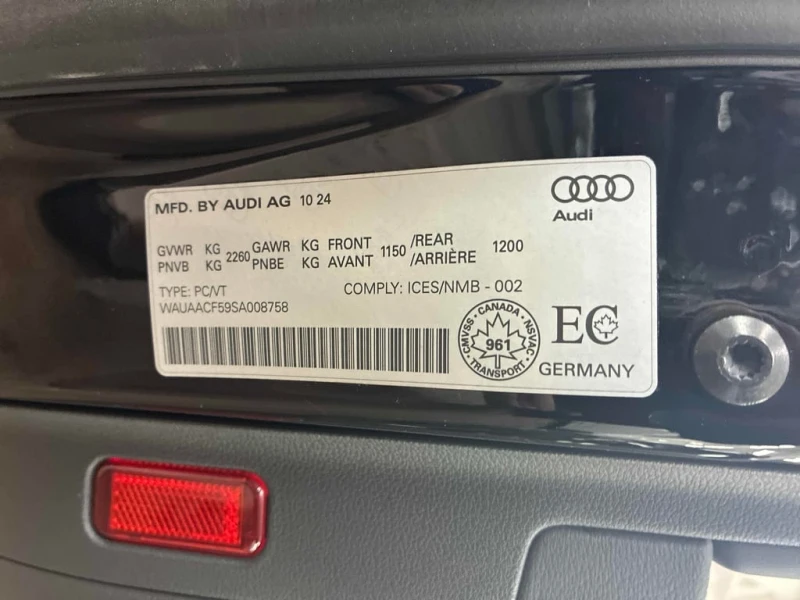 MFD. BY AUDI AG 10 24
Audi
GVWR KG 2260 GAWR KG FRONT 1150 /REAR 1200
PNVB KG PNBE KG AVANT /ARRIÈRE
TYPE: PC/VT COMPLY: ICES/NMB - 002
WAUAACF59SA008758
CMVSS - CANADA - NSVAC
961
TRANSPORT
EC
GERMANY